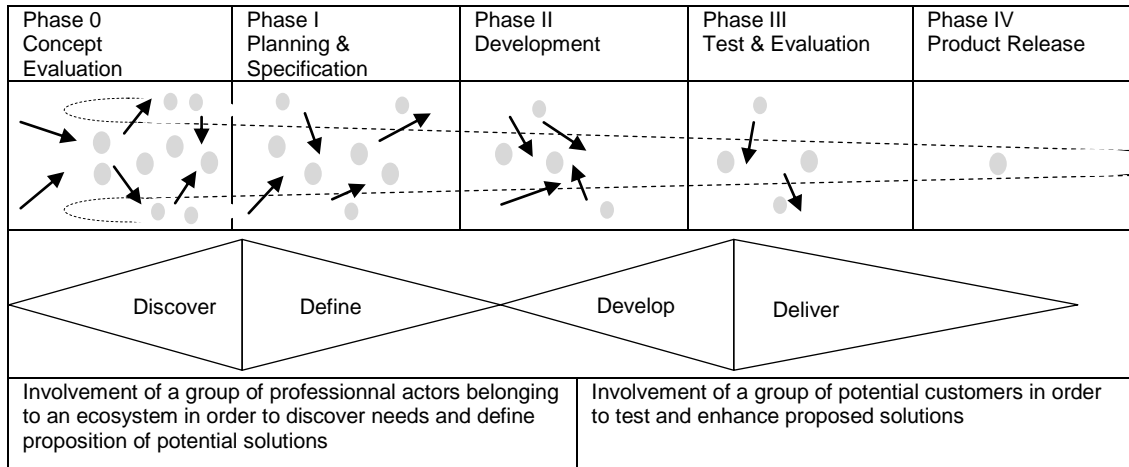 Phase 0
Concept
Evaluation
Phase I
Planning &
Specification
Phase II
Development
Phase III
Test & Evaluation
Phase IV
Product Release
Discover
Define
Develop
Deliver
Involvement of a group of professionnal actors belonging
to an ecosystem in order to discover needs and define
proposition of potential solutions
Involvement of a group of potential customers in order
to test and enhance proposed solutions